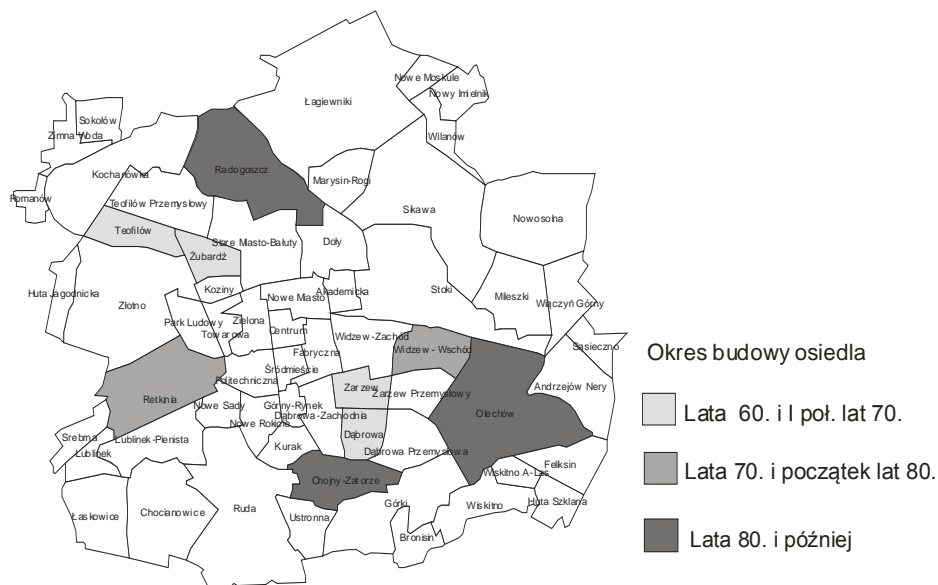 Łagiewniki
Nowe Moskule
Nowy Imielnik
Sokołów
Zimna Woda
Wilanów
Radogoszcz
Kochanówka
Marysin-Rogi
Romanów
Teofilów Przemysłowy
Sikawa
Nowosolna
Teofilów
Stare Miasto-Bałuty
Doły
Żubardź
Koziny
Huta Jagodnicka
Złotno
Nowe Miasto
Akademicka
Stoki
Mileszki
Wiączyń Górny
Park Ludowy
Zielona
Towarowa
Centrum
Widzew-Zachód
Fabryczna
Widzew - Wschód
Sąsieczno
Okres budowy osiedla
Śródmieście
Politechniczna
Zarzew
Zarzew Przemysłowy
Andrzejów Nery
Retkinia
Nowe Sady
Górny-Rynek
Dąbrowa-Zachodnia
Olechów
Lata 60. i I poł. lat 70.
Nowe Rokicie
Srebrna
Lublinek-Pienista
Lublinek
Kurak
Dąbrowa
Dąbrowa Przemysłowa
Feliksin
Lata 70. i początek lat 80.
Chojny-Zatorze
Wiskitno A-Las
Huta Szklana
Łaskowice
Chocianowice
Ruda
Ustronna
Górki
Wiskitno
Bronisin
Lata 80. i później